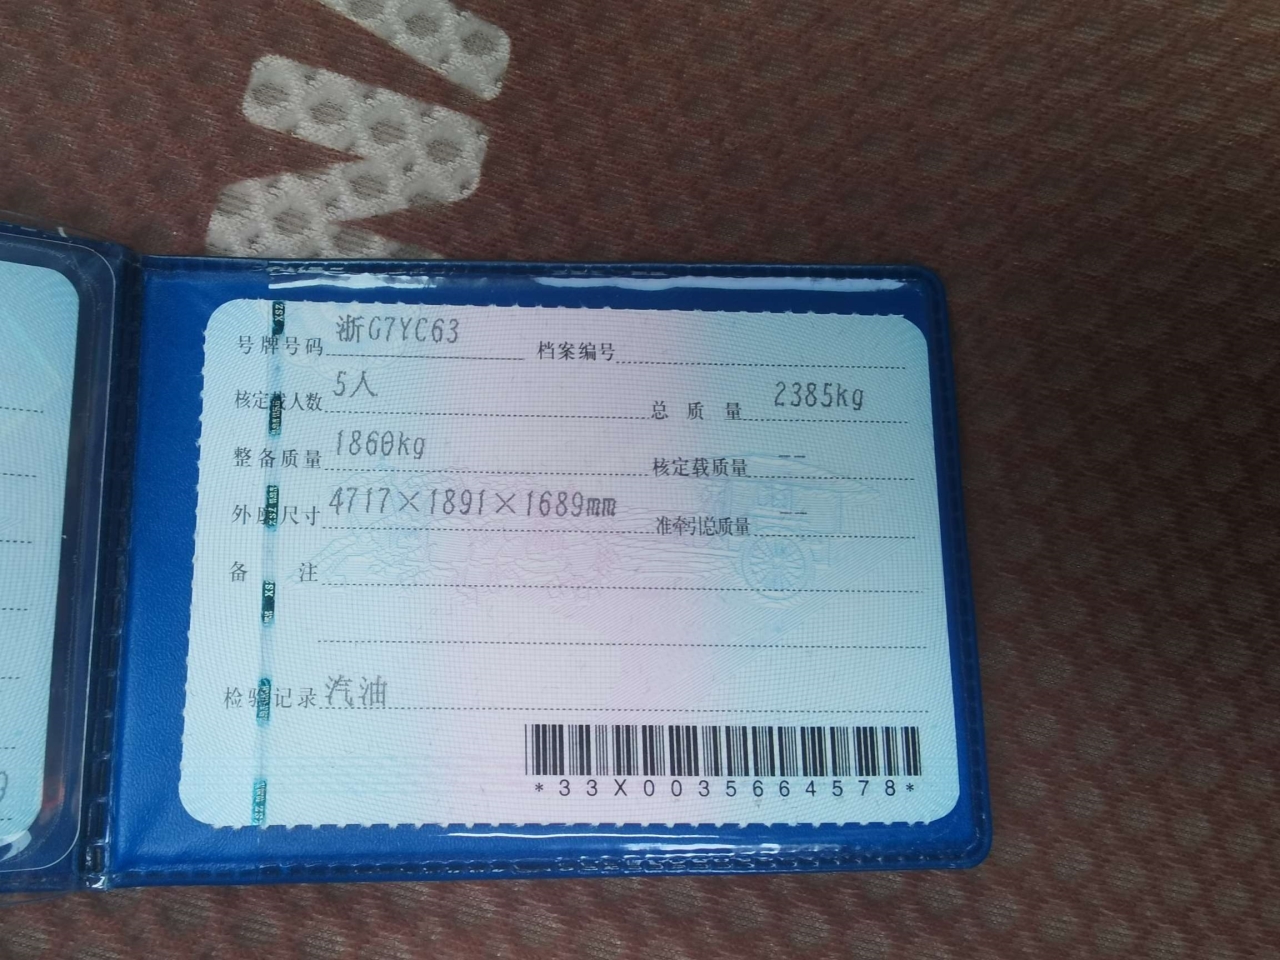 号牌号码 浙G7YC63 档案编号
核定载人数 5人 总质量 2385kg
整备质量 1860kg 核定载质量 --
外廓尺寸 4717×1891×1689mm 准牵引总质量 --
备注
检验记录 汽油
*33X0035664578*